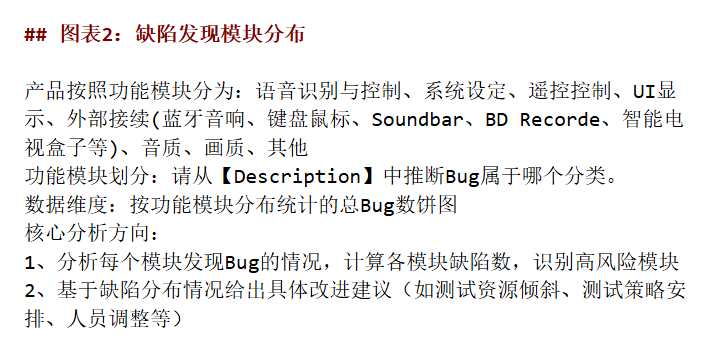 ## 图表2：缺陷发现模块分布
产品按照功能模块分为：语音识别与控制、系统设定、遥控控制、UI显
示、外部接续(蓝牙音响、键盘鼠标、Soundbar、BD Recorde、智能电
视盒子等)、音质、画质、其他
功能模块划分：请从【Description】中推断Bug属于哪个分类。
数据维度：按功能模块分布统计的总Bug数饼图
核心分析方向：
1、分析每个模块发现Bug的情况，计算各模块缺陷数，识别高风险模块
2、基于缺陷分布情况给出具体改进建议（如测试资源倾斜、测试策略安
排、人员调整等）